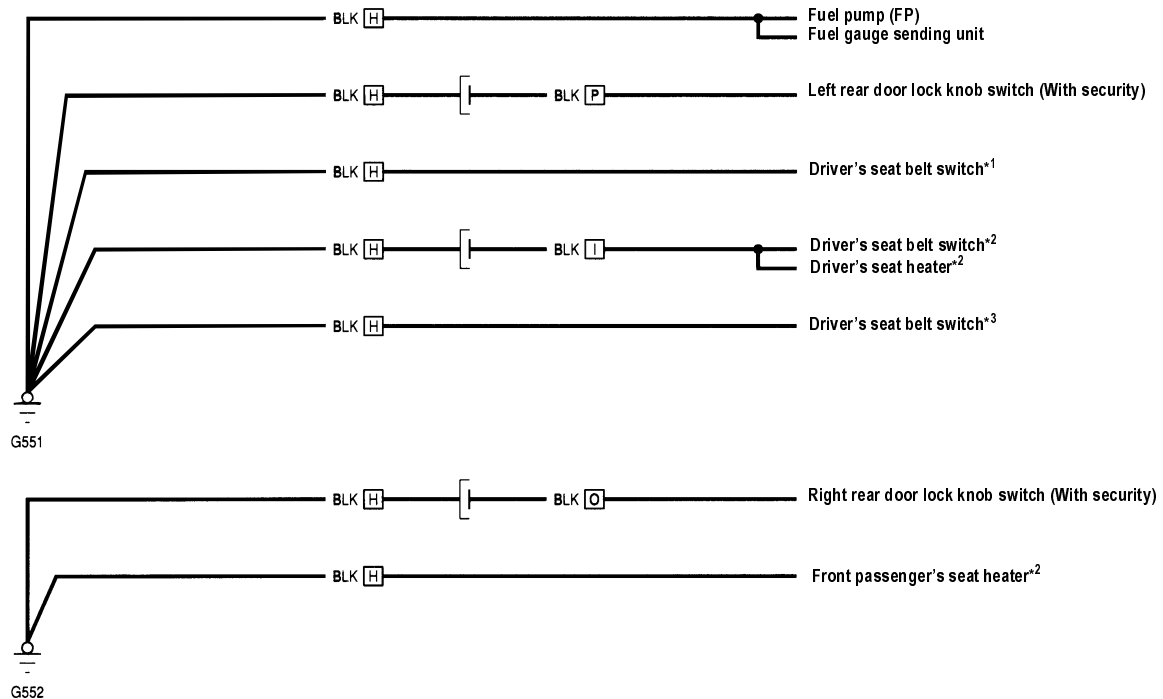 BLK H Fuel pump (FP)
Fuel gauge sending unit
BLK H BLK P Left rear door lock knob switch (With security)
BLK H Driver's seat belt switch*1
BLK H BLK I Driver's seat belt switch*2
Driver's seat heater*2
BLK H Driver's seat belt switch*3
G551
BLK H BLK O Right rear door lock knob switch (With security)
BLK H Front passenger's seat heater*2
G552